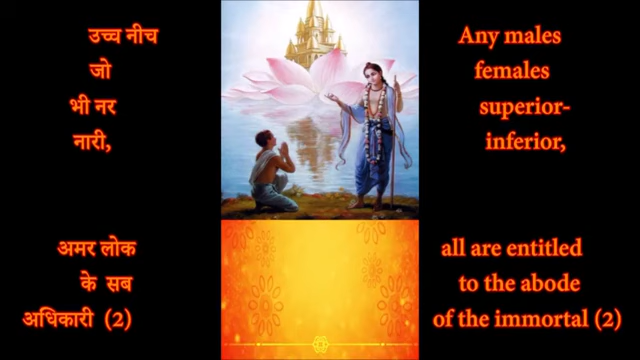 उच्च नीच
जो
भी नर
नारी,
अमर लोक
के सब
अधिकारी (2)
Any males
females
superior-
inferior,
all are entitled
to the abode
of the immortal (2)